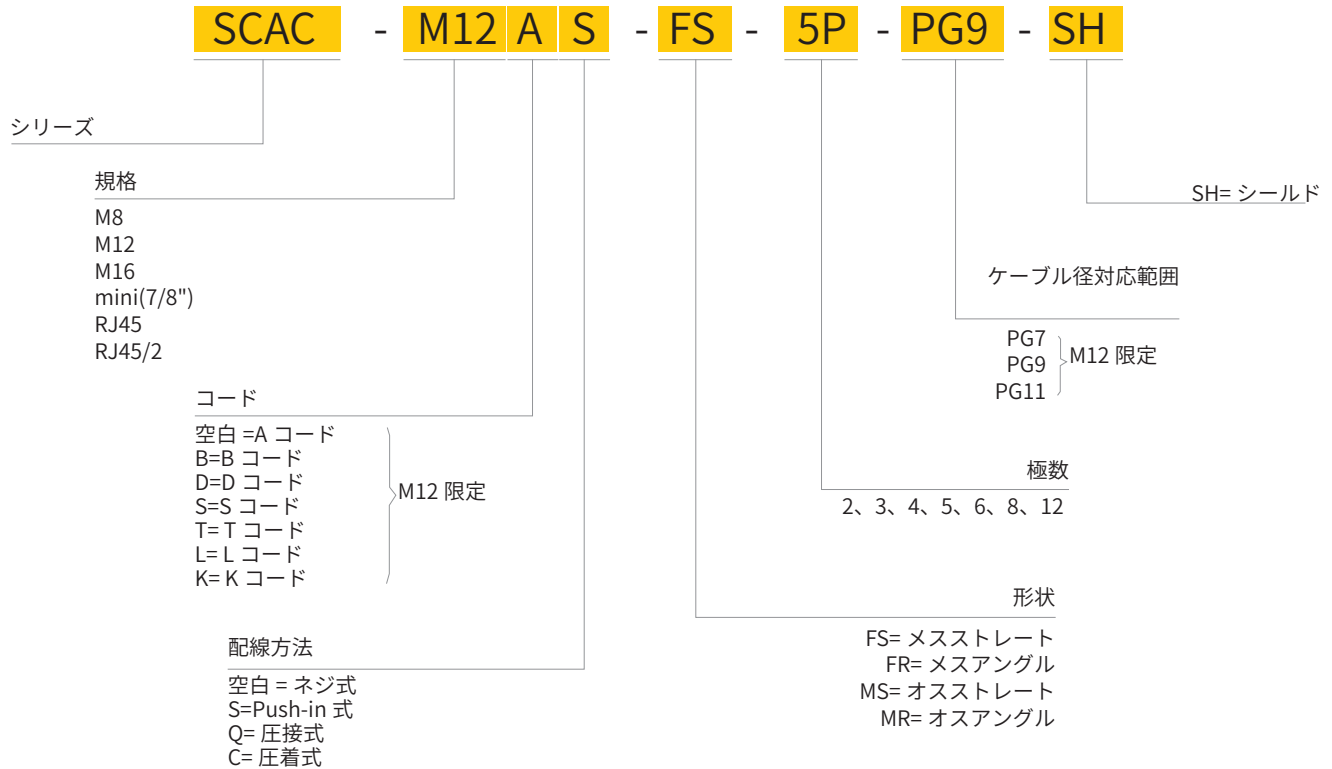 SCAC - M12 A S - FS - 5P - PG9 - SH
シリーズ
規格
M8
M12
M16
mini(7/8")
RJ45
RJ45/2
SH= シールド
ケーブル径対応範囲
PG7
PG9
PG11
M12 限定
コード
空白 =A コード
B=B コード
D=D コード
S=S コード
T= T コード
L= L コード
K= K コード
M12 限定
極数
2、3、4、5、6、8、12
形状
FS= メスストレート
FR= メスアングル
MS= オスストレート
MR= オスアングル
配線方法
空白 = ネジ式
S=Push-in 式
Q= 圧接式
C= 圧着式